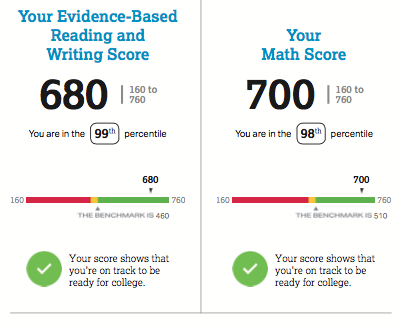 Your Evidence-Based
Reading and
Writing Score
680
160 to
760
You are in the 99th percentile
680
160
760
THE BENCHMARK IS 460
Your score shows that
you're on track to be
ready for college.
Your
Math Score
700
160 to
760
You are in the 98th percentile
700
160
760
THE BENCHMARK IS 510
Your score shows that
you're on track to be
ready for college.